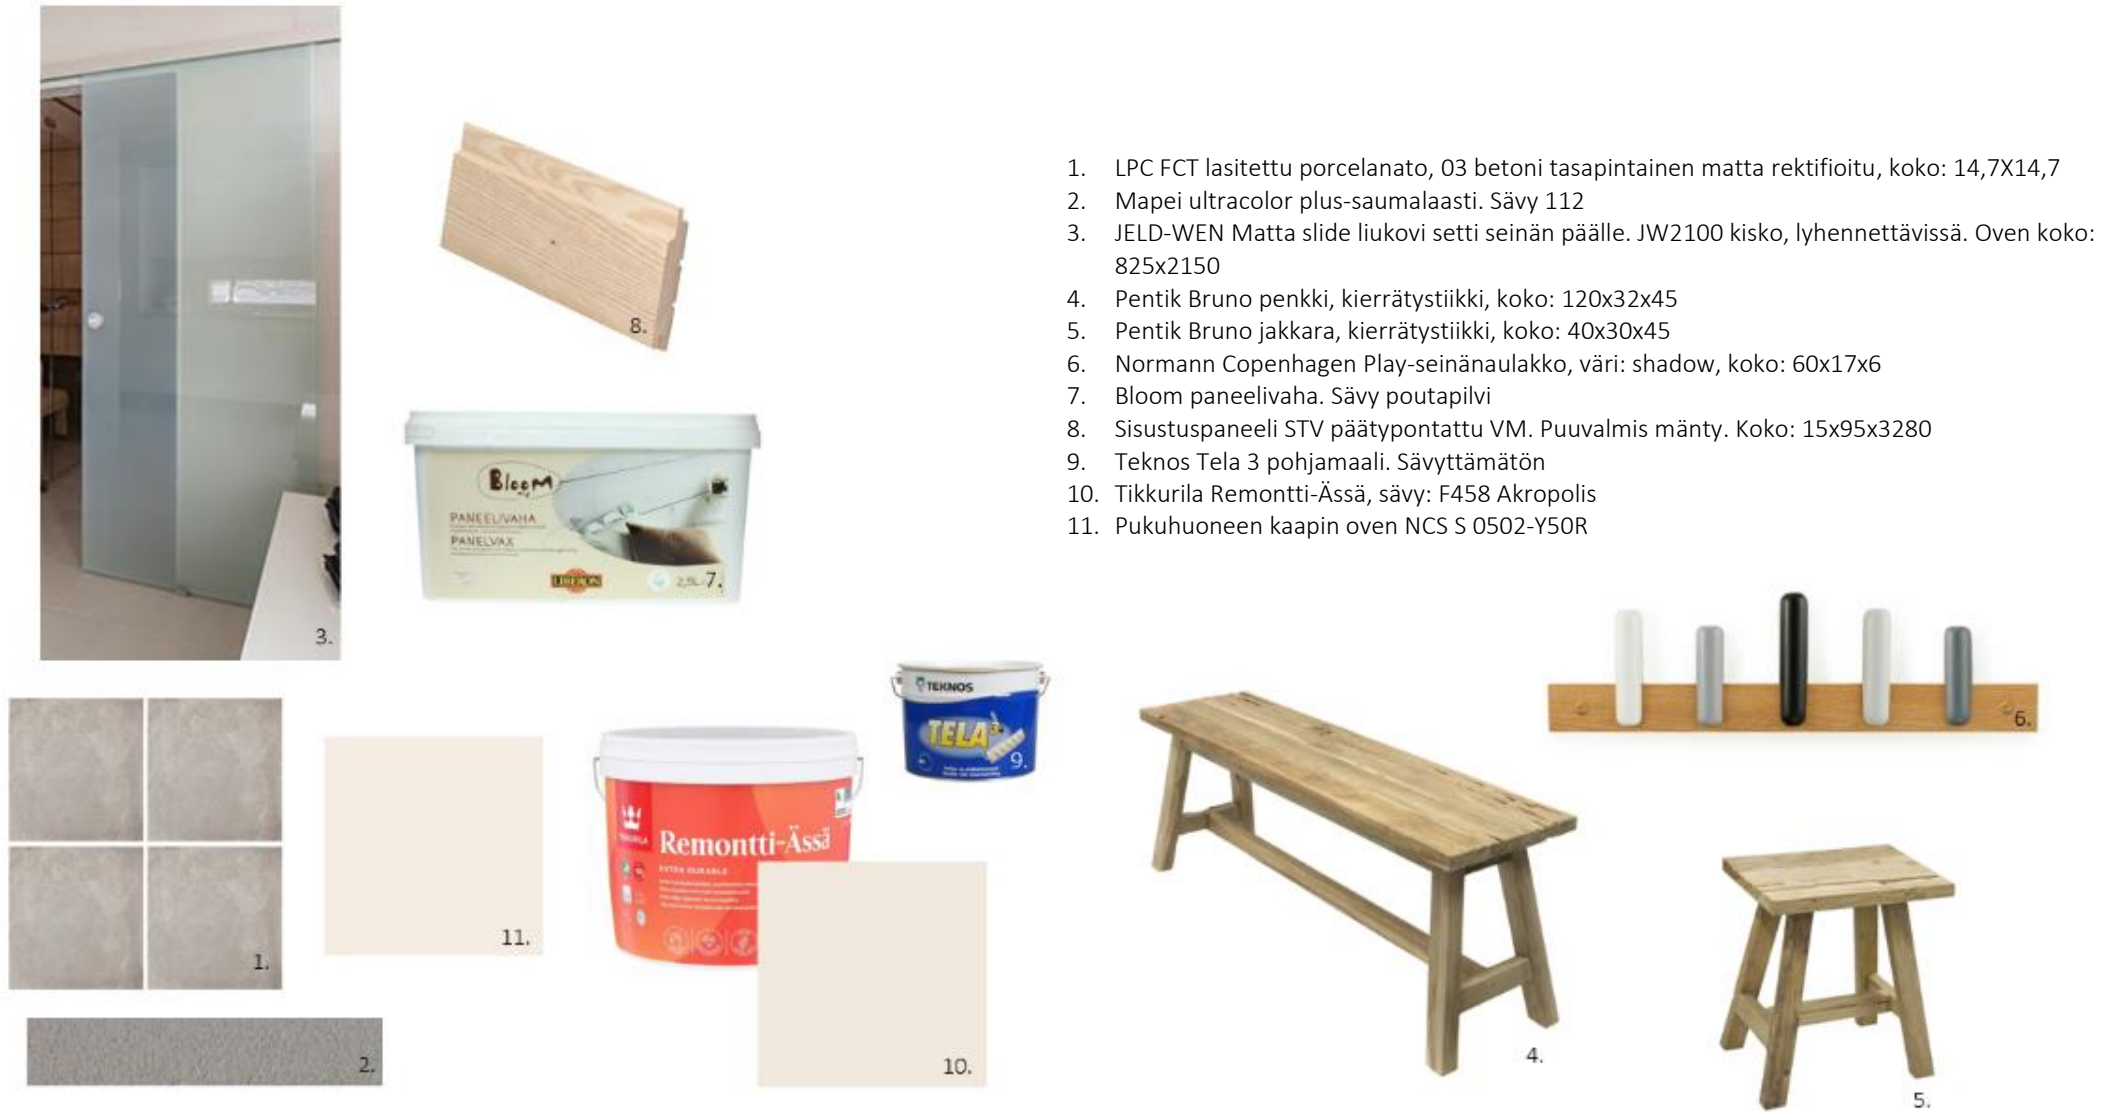 1. LPC FCT lasitettu porcelanato, 03 betoni tasapintainen matta rektifioitu, koko: 14,7X14,7
2. Mapei ultracolor plus-saumalaasti. Sävy 112
3. JELD-WEN Matta slide liukovi setti seinän päälle. JW2100 kisko, lyhennettävissä. Oven koko:
825x2150
4. Pentik Bruno penkki, kierrätystiikki, koko: 120x32x45
5. Pentik Bruno jakkara, kierrätystiikki, koko: 40x30x45
6. Normann Copenhagen Play-seinänaulakko, väri: shadow, koko: 60x17x6
7. Bloom paneelivaha. Sävy poutapilvi
8. Sisustuspaneeli STV päätypontattu VM. Puuvalmis mänty. Koko: 15x95x3280
9. Teknos Tela 3 pohjamaali. Sävyttämätön
10. Tikkurila Remontti-Ässä, sävy: F458 Akropolis
11. Pukuhuoneen kaapin oven NCS S 0502-Y50R
8.
Bloom
PANEELIVAHA
PANELVAX
LIBERON
2,5L
7.
3.
TEKNOS
TELA 3
9.
6.
TIKKURILA
Remontti-Ässä
EXTRA DURABLE
11.
1.
10.
2.
4.
5.